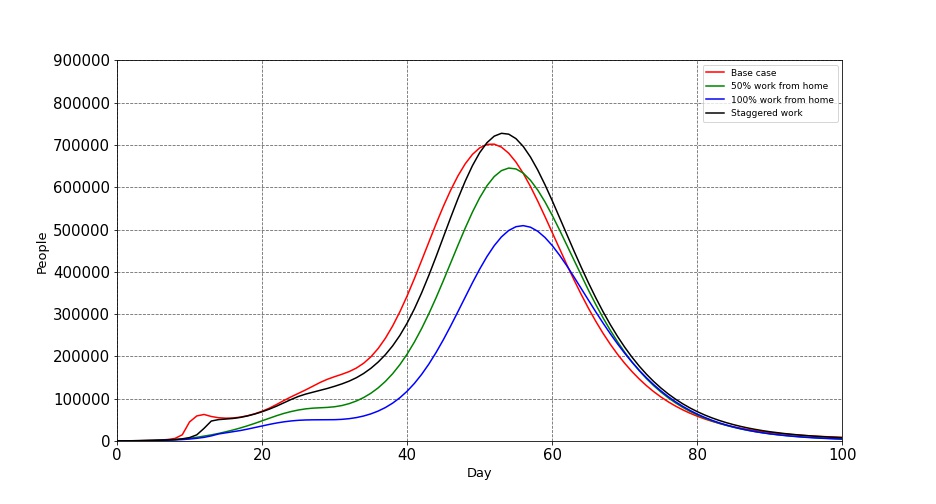 900000
800000
700000
600000
500000
400000
300000
200000
100000
0
People
0 20 40 60 80 100
Day
Base case
50% work from home
100% work from home
Staggered work